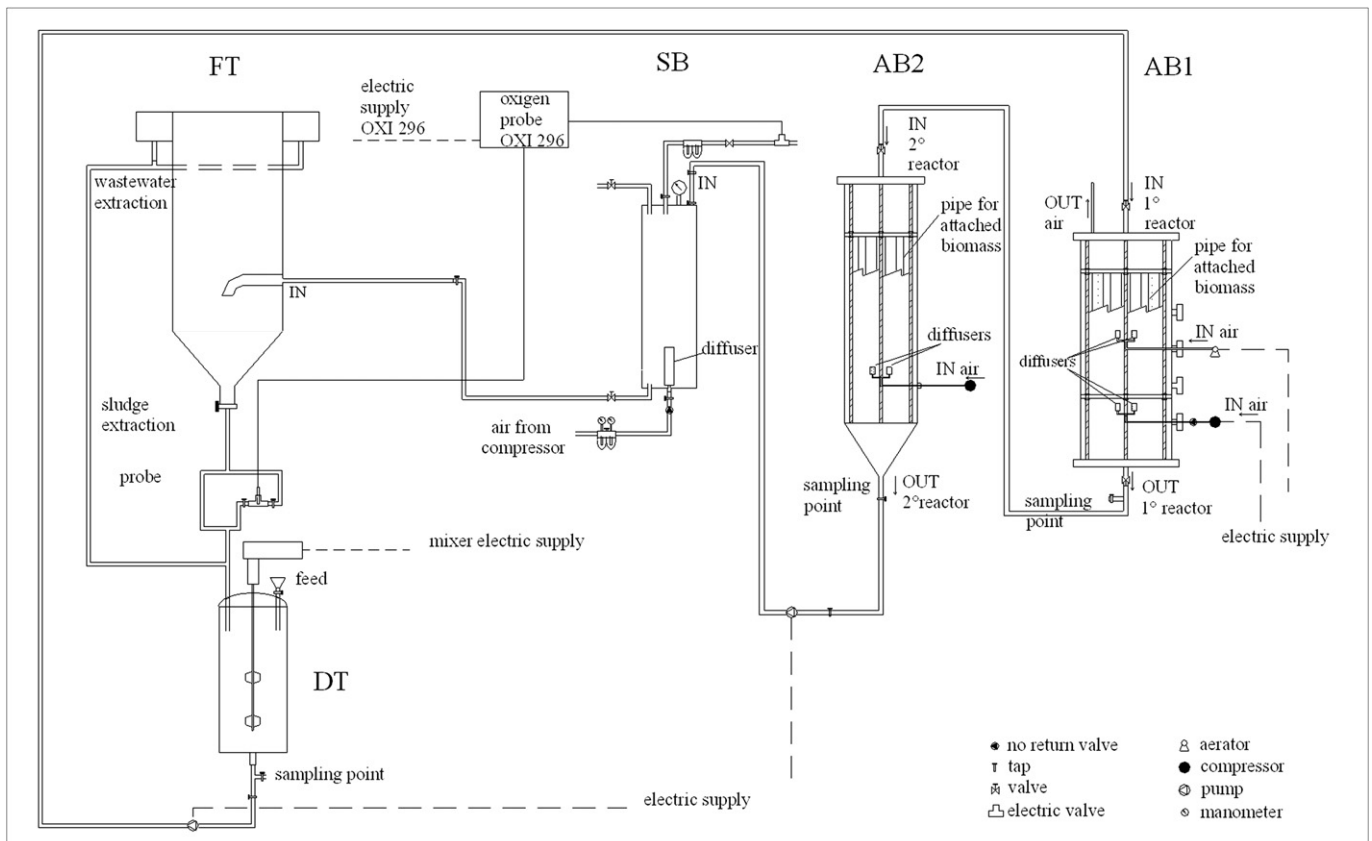 FT
SB
AB2
AB1
electric
supply
OXI 296
oxigen
probe
OXI 296
IN
2°
reactor
IN
1°
reactor
OUT
air
wastewater
extraction
IN
pipe for
attached
biomass
pipe for
attached
biomass
IN
diffuser
diffusers
IN air
diffusers
IN air
IN air
sludge
extraction
air from
compressor
probe
sampling
point
OUT
2°reactor
sampling
point
OUT
1° reactor
electric supply
mixer electric supply
feed
DT
sampling point
electric supply
no return valve
tap
valve
electric valve
aerator
compressor
pump
manometer